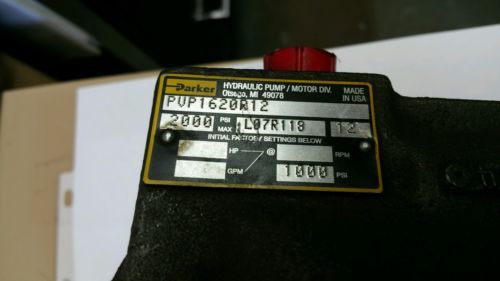 Parker HYDRAULIC PUMP / MOTOR DIV. MADE
Otsego, MI 49078 IN USA
PVP1620R12
2000 PSI MAX L07R118 12
INITIAL FACTORY SETTINGS BELOW
HP @ RPM
GPM 1000 PSI